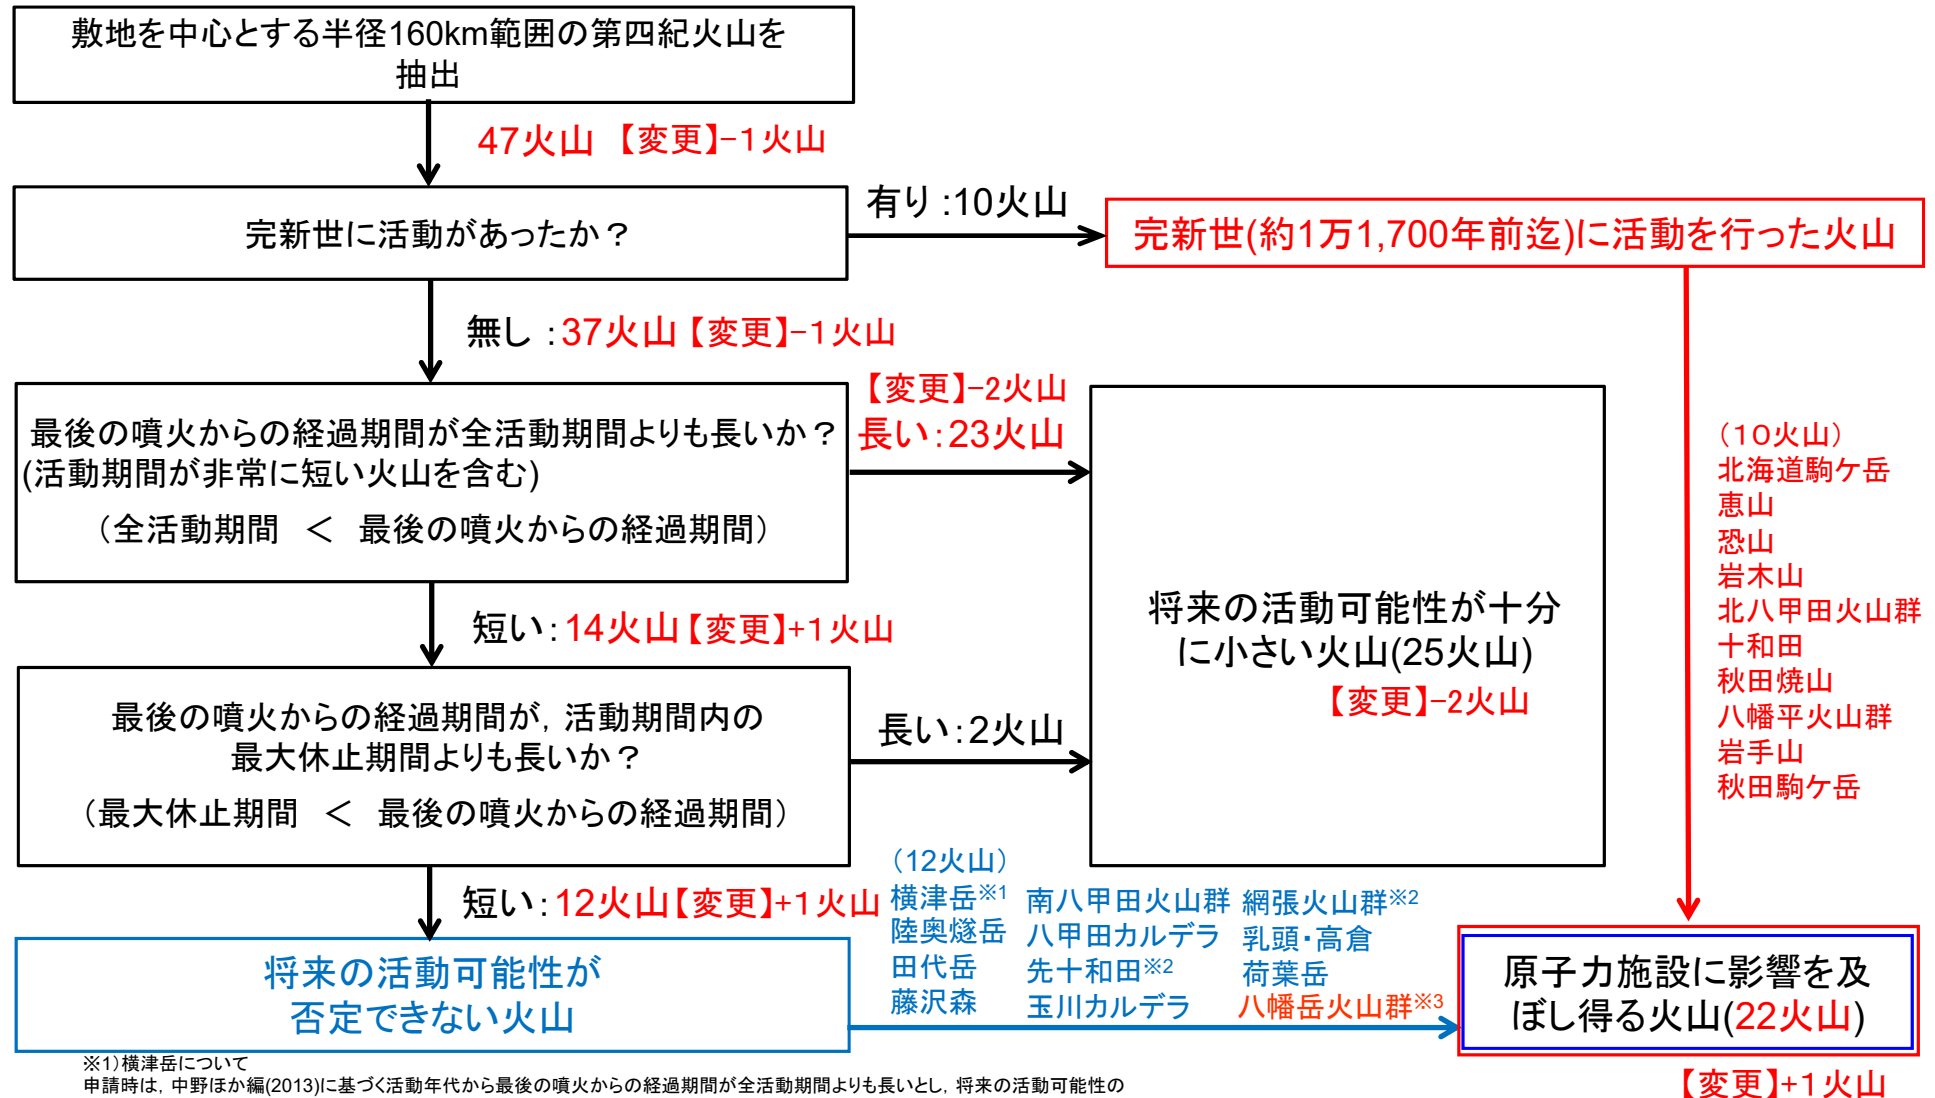 敷地を中心とする半径160km範囲の第四紀火山を
抽出
47火山 【変更】-1火山
完新世に活動があったか？
有り:10火山
完新世(約1万1,700年前迄)に活動を行った火山
無し：37火山【変更】-1火山
最後の噴火からの経過期間が全活動期間よりも長いか？
(活動期間が非常に短い火山を含む)
（全活動期間 ＜ 最後の噴火からの経過期間）
【変更】-2火山
長い：23火山
将来の活動可能性が十分
に小さい火山(25火山)
【変更】-2火山
（10火山）
北海道駒ケ岳
恵山
恐山
岩木山
北八甲田火山群
十和田
秋田焼山
八幡平火山群
岩手山
秋田駒ケ岳
短い：14火山【変更】+1火山
最後の噴火からの経過期間が，活動期間内の
最大休止期間よりも長いか？
（最大休止期間 ＜ 最後の噴火からの経過期間）
長い：2火山
短い：12火山【変更】+1火山
（12火山）
横津岳※1 南八甲田火山群 網張火山群※2
陸奥燧岳 八甲田カルデラ 乳頭・高倉
田代岳 先十和田※2 荷葉岳
藤沢森 玉川カルデラ 八幡岳火山群※3
将来の活動可能性が
否定できない火山
原子力施設に影響を及
ぼし得る火山(22火山)
【変更】+1火山
※1)横津岳について
申請時は，中野ほか編(2013)に基づく活動年代から最後の噴火からの経過期間が全活動期間よりも長いとし，将来の活動可能性の